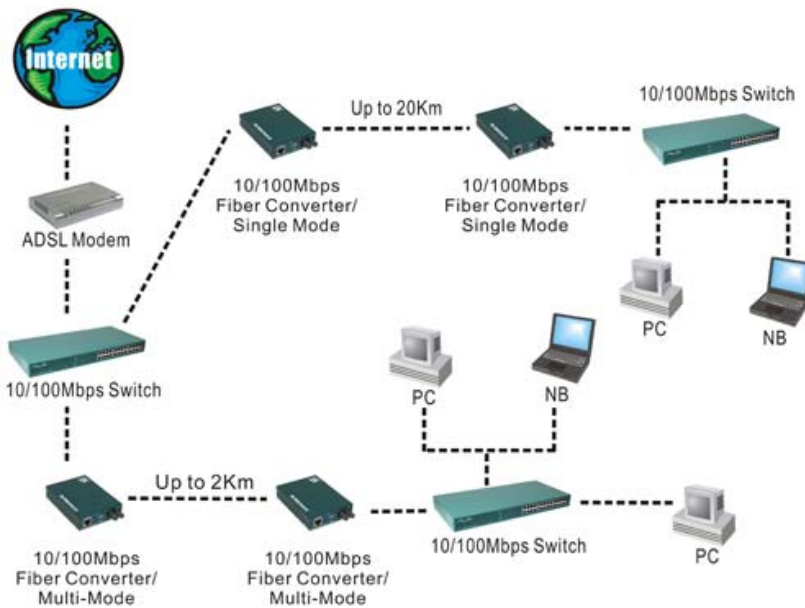 Internet
ADSL Modem
10/100Mbps Switch
10/100Mbps
Fiber Converter/
Single Mode
Up to 20Km
10/100Mbps
Fiber Converter/
Single Mode
10/100Mbps Switch
PC
NB
PC
NB
10/100Mbps
Fiber Converter/
Multi-Mode
Up to 2Km
10/100Mbps
Fiber Converter/
Multi-Mode
10/100Mbps Switch
PC